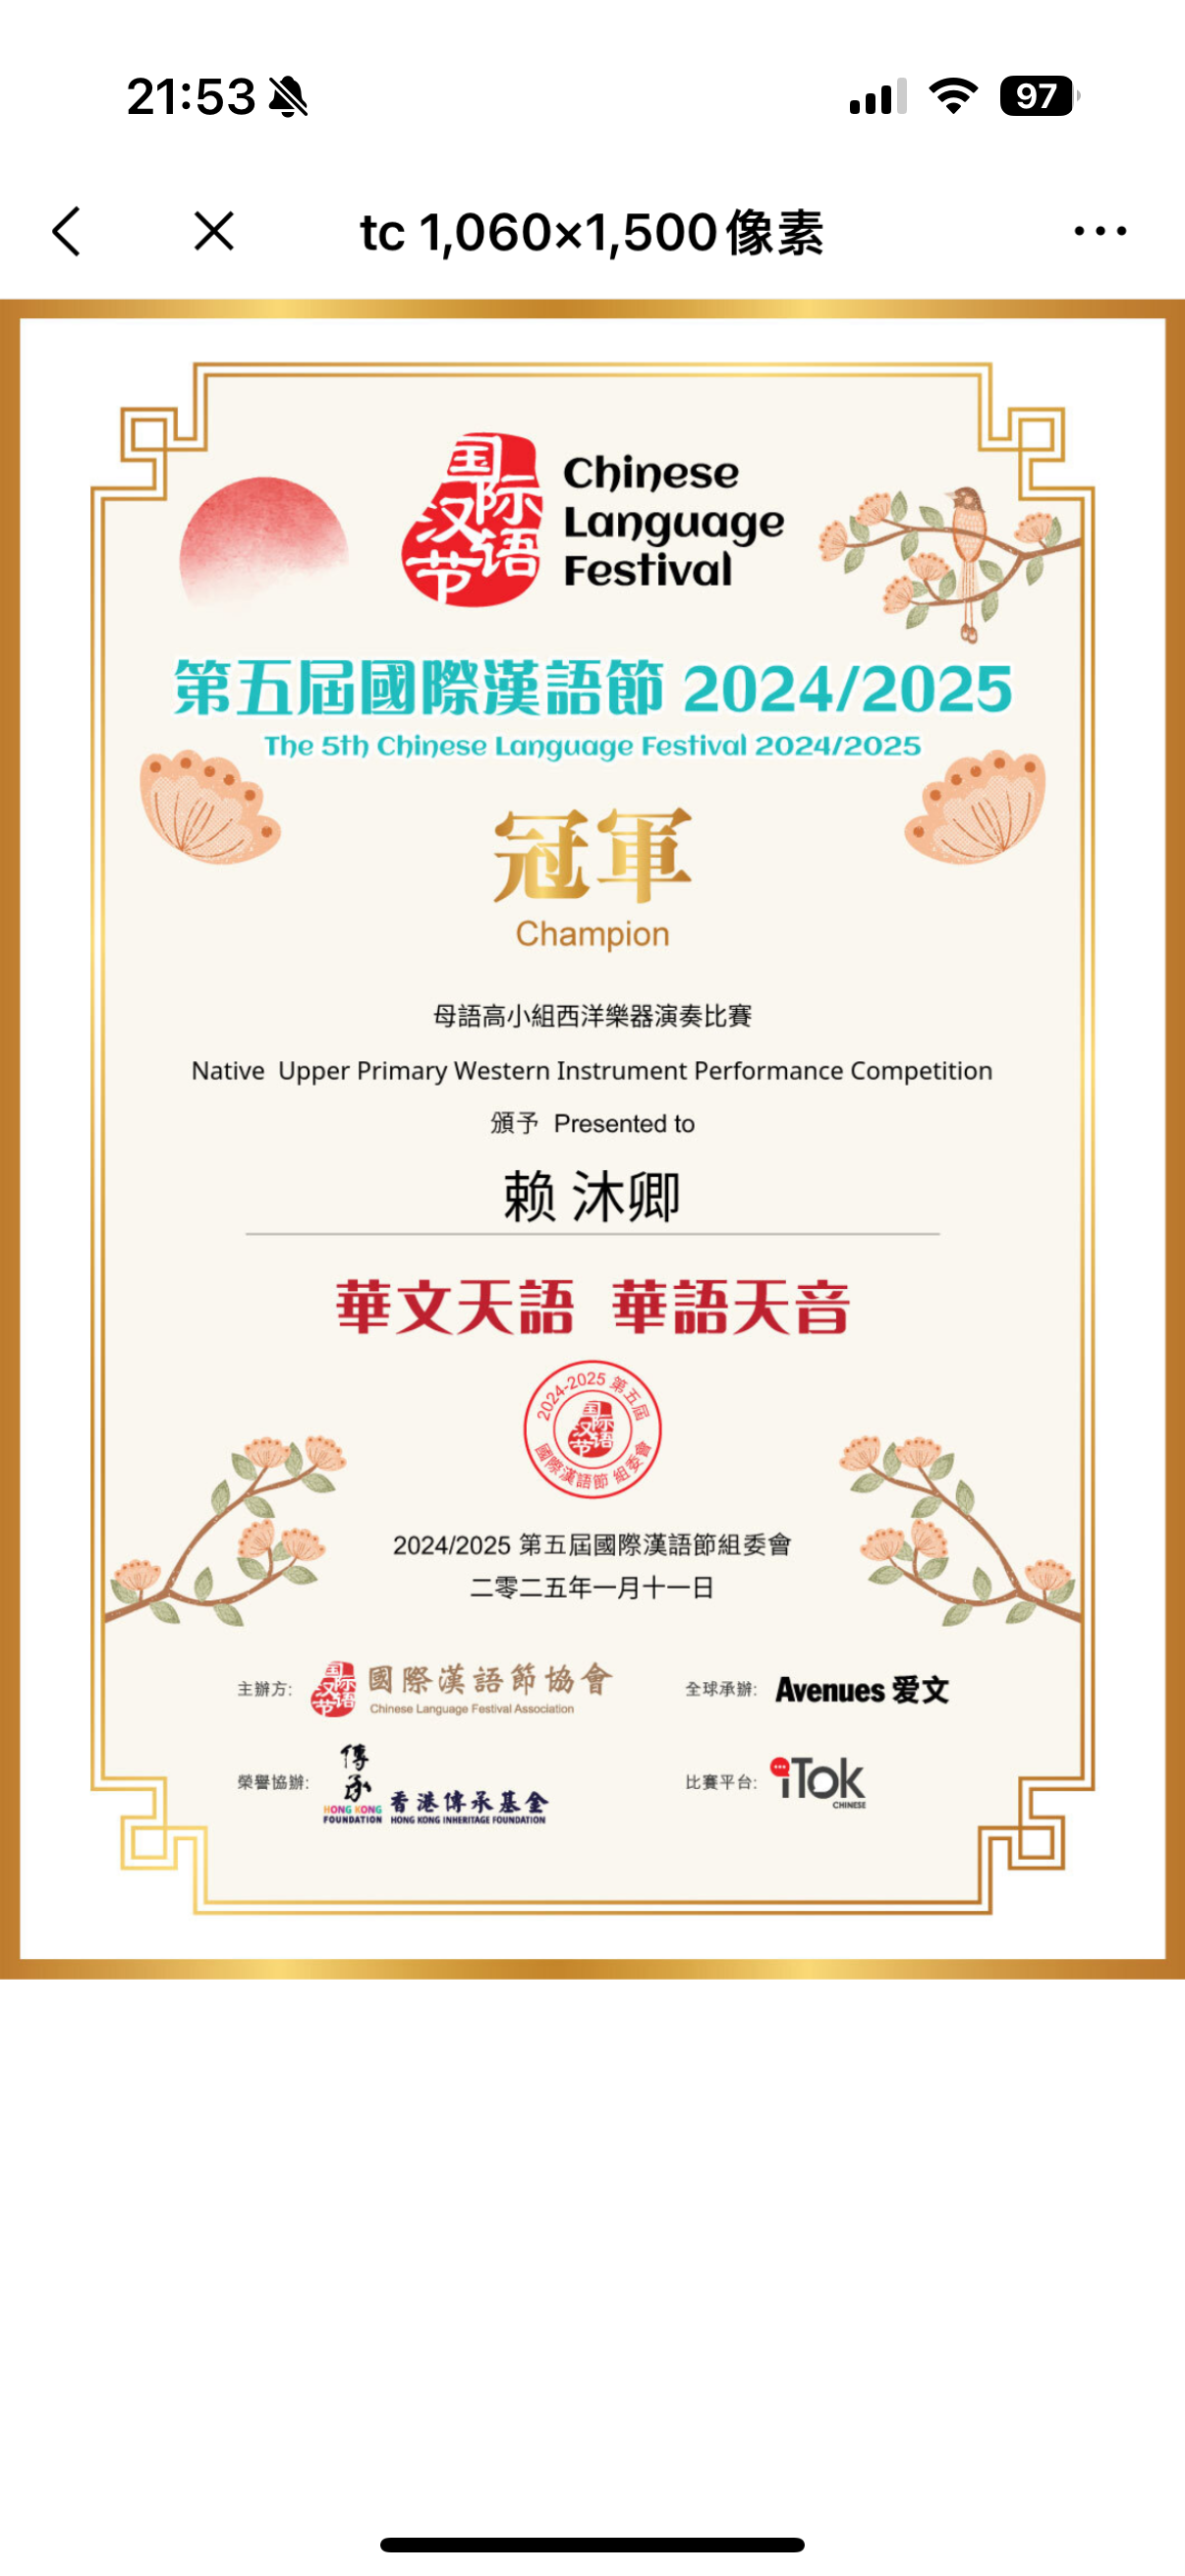 21:53
97
tc 1,060×1,500像素
国际汉语节
Chinese
Language
Festival
第五屆國際漢語節 2024/2025
The 5th Chinese Language Festival 2024/2025
冠軍
Champion
母語高小組西洋樂器演奏比賽
Native Upper Primary Western Instrument Performance Competition
頒予 Presented to
赖 沐卿
華文天語 華語天音
2024-2025 第五屆
国际汉语节
國際漢語節 組委會
2024/2025 第五屆國際漢語節組委會
二零二五年一月十一日
主辦方: 国际汉语节 國際漢語節協會
Chinese Language Festival Association
全球承辦: Avenues 爱文
榮譽協辦: 傳承
HONG KONG
FOUNDATION
香港傳承基金
HONG KONG INHERITAGE FOUNDATION
比賽平台: iTok
CHINESE